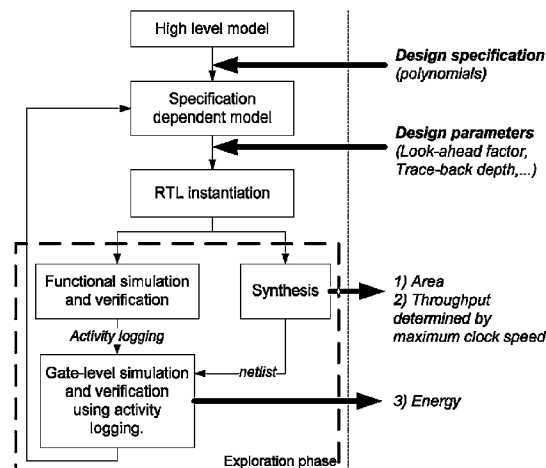 High level model
Design specification
(polynomials)
Specification
dependent model
Design parameters
(Look-ahead factor,
Trace-back depth,...)
RTL instantiation
Functional simulation
and verification
Synthesis
1) Area
2) Throughput
determined by
maximum clock speed
Activity logging
netlist
Gate-level simulation
and verification
using activity
logging.
3) Energy
Exploration phase